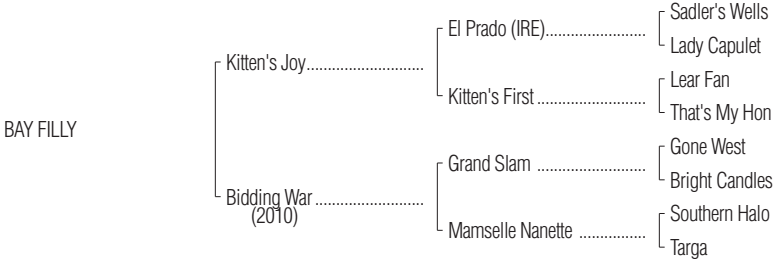 Sadler's Wells
El Prado (IRE)........................
Lady Capulet
Kitten's Joy............................
Lear Fan
Kitten's First..........................
That's My Hon
BAY FILLY
Gone West
Grand Slam ..........................
Bright Candles
Bidding War..........................
(2010)
Southern Halo
Mamselle Nanette ................
Targa